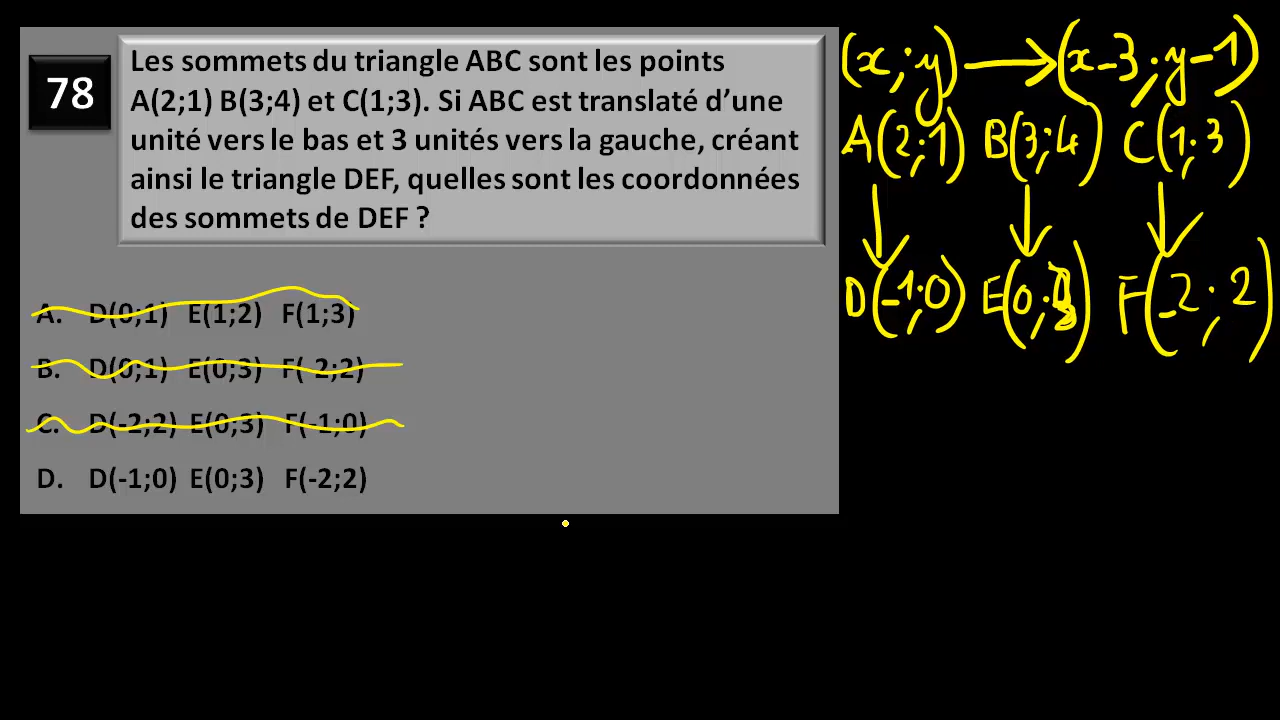 78
Les sommets du triangle ABC sont les points
A(2;1) B(3;4) et C(1;3). Si ABC est translaté d'une
unité vers le bas et 3 unités vers la gauche, créant
ainsi le triangle DEF, quelles sont les coordonnées
des sommets de DEF ?
A. D(0;1) E(1;2) F(1;3)
B. D(0;1) E(0;3) F(-2;2)
C. D(-2;2) E(0;3) F(-1;0)
D. D(-1;0) E(0;3) F(-2;2)
(x;y) → (x-3;y-1)
A(2;1) B(3;4) C(1;3)
D(-1;0) E(0;3) F(-2;2)